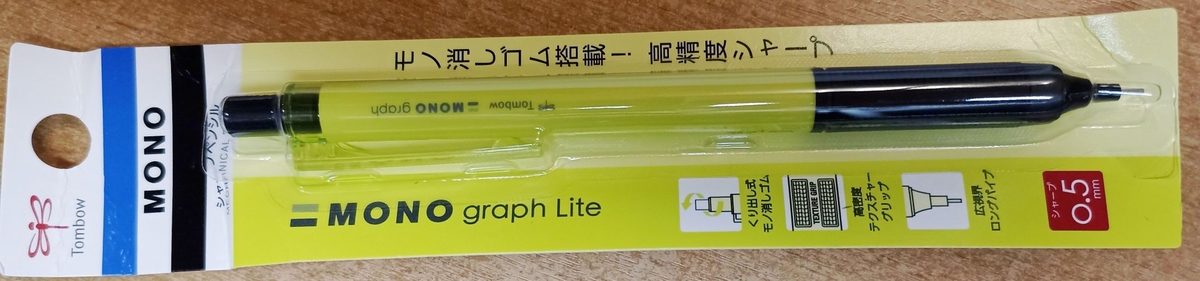 Tombow
MONO
シャープペンシル
モノ消しゴム搭載！ 高精度シャープ
MONO graph
Tombow
MONO graph Lite
くり出し式
モノ消しゴム
TEXTURE GRIP
高密度
テクスチャー
グリップ
広視界
ロングパイプ
シャープ
0.5
mm